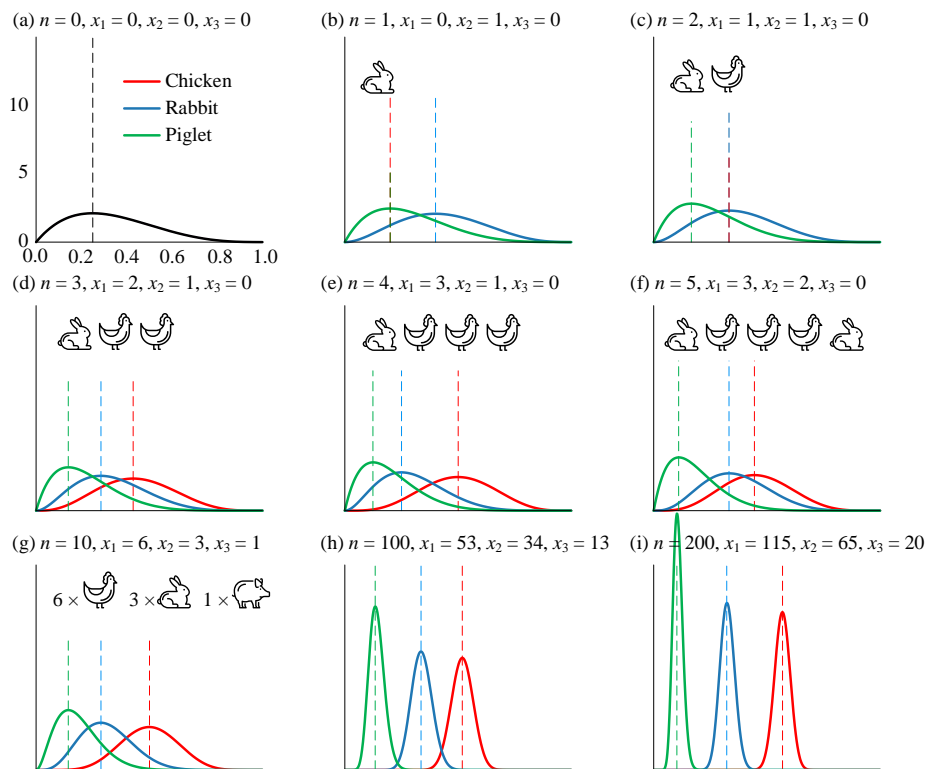 (a) n = 0, x₁ = 0, x₂ = 0, x₃ = 0
10
5
0
0.0 0.2 0.4 0.6 0.8 1.0
Chicken
Rabbit
Piglet
(b) n = 1, x₁ = 0, x₂ = 1, x₃ = 0
(c) n = 2, x₁ = 1, x₂ = 1, x₃ = 0
(d) n = 3, x₁ = 2, x₂ = 1, x₃ = 0
(e) n = 4, x₁ = 3, x₂ = 1, x₃ = 0
(f) n = 5, x₁ = 3, x₂ = 2, x₃ = 0
(g) n = 10, x₁ = 6, x₂ = 3, x₃ = 1
6 × 3 × 1 ×
(h) n = 100, x₁ = 53, x₂ = 34, x₃ = 13
(i) n = 200, x₁ = 115, x₂ = 65, x₃ = 20